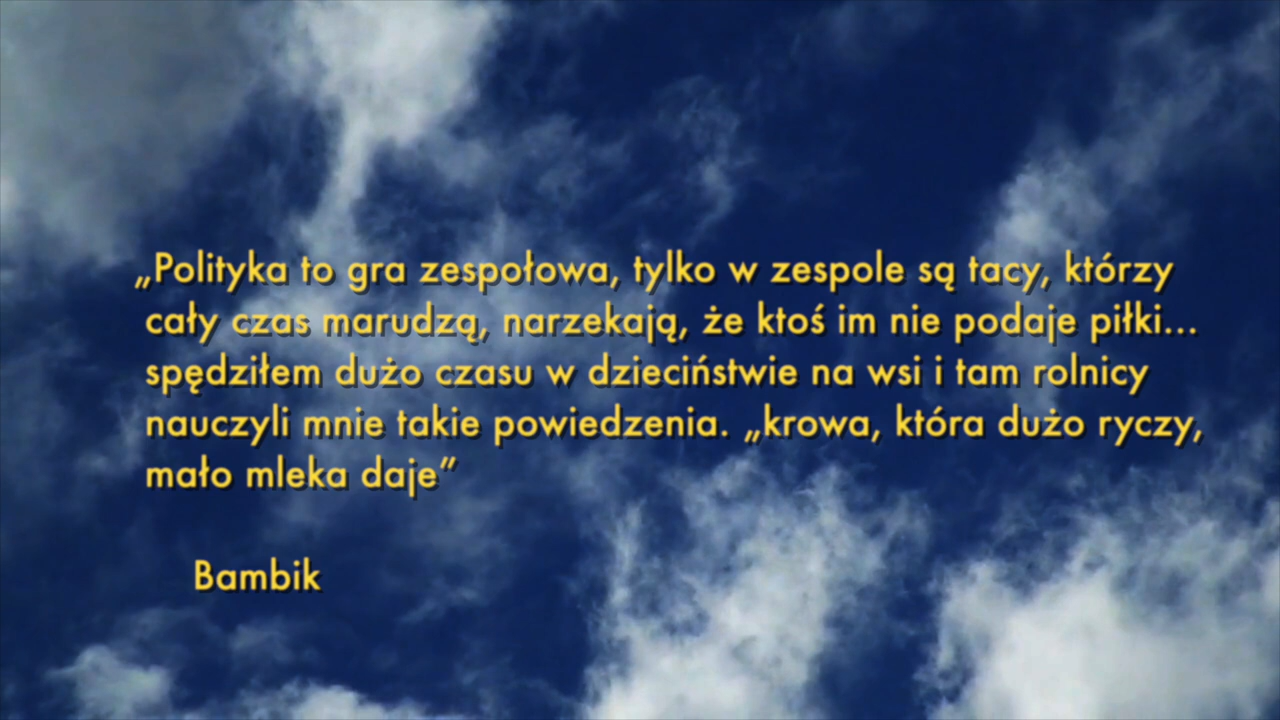 „Polityka to gra zespołowa, tylko w zespole są tacy, którzy
cały czas marudzą, narzekają, że ktoś im nie podaje piłki...
spędziłem dużo czasu w dzieciństwie na wsi i tam rolnicy
nauczyli mnie takie powiedzenia. „krowa, która dużo ryczy,
mało mleka daje”
Bambik